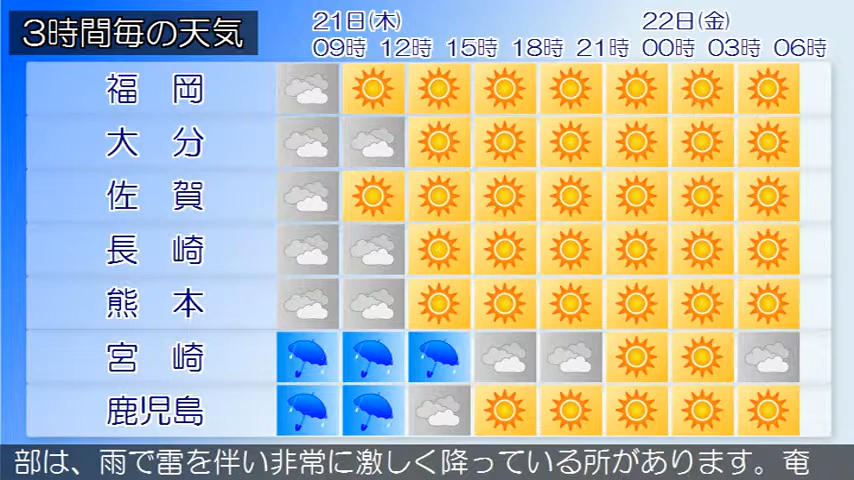 3時間毎の天気
21日(木) 22日(金)
09時 12時 15時 18時 21時 00時 03時 06時
福岡
大分
佐賀
長崎
熊本
宮崎
鹿児島
部は、雨で雷を伴い非常に激しく降っている所があります。奄